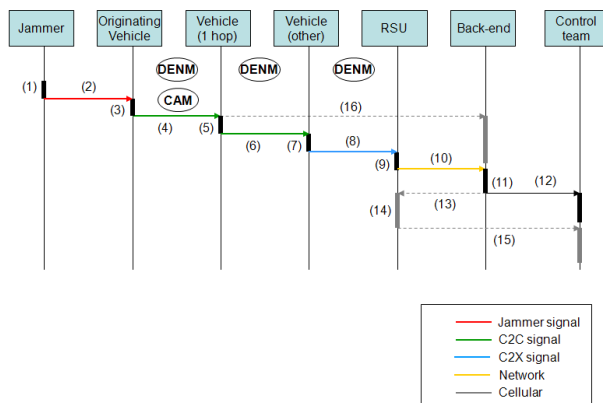 Jammer
Originating
Vehicle
Vehicle
(1 hop)
Vehicle
(other)
RSU
Back-end
Control
team
DENM
DENM
DENM
(1)
(2)
CAM
(3)
(16)
(4)
(5)
(6)
(7)
(8)
(9)
(10)
(11)
(12)
(13)
(14)
(15)
Jammer signal
C2C signal
C2X signal
Network
Cellular